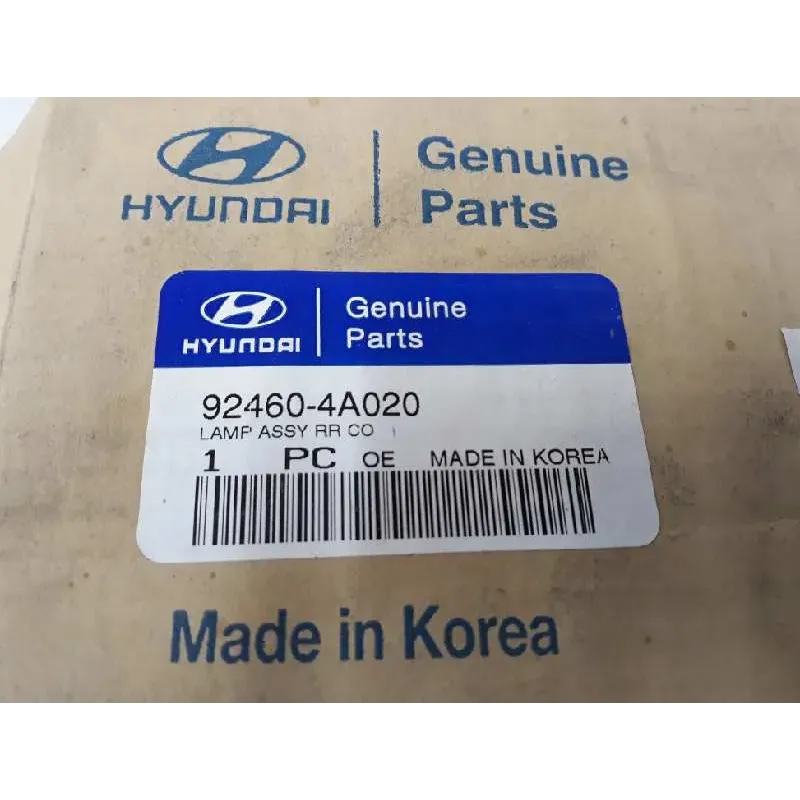 HYUNDAI
Genuine
Parts
HYUNDAI
Genuine
Parts
92460-4A020
LAMP ASSY RR CO
1 PC OE MADE IN KOREA
Made in Korea